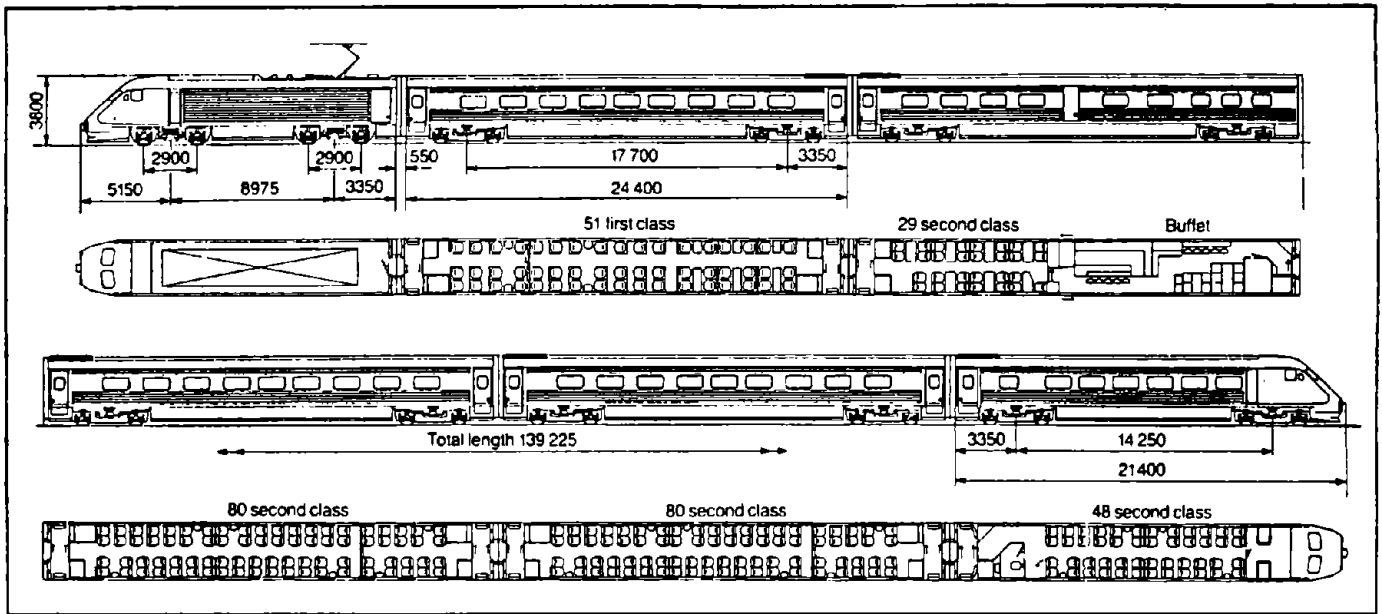 3800
2900
2900
550
17 700
3350
5150
8975
3350
24 400
51 first class
29 second class
Buffet
Total length 139 225
3350
14 250
21400
80 second class
80 second class
48 second class